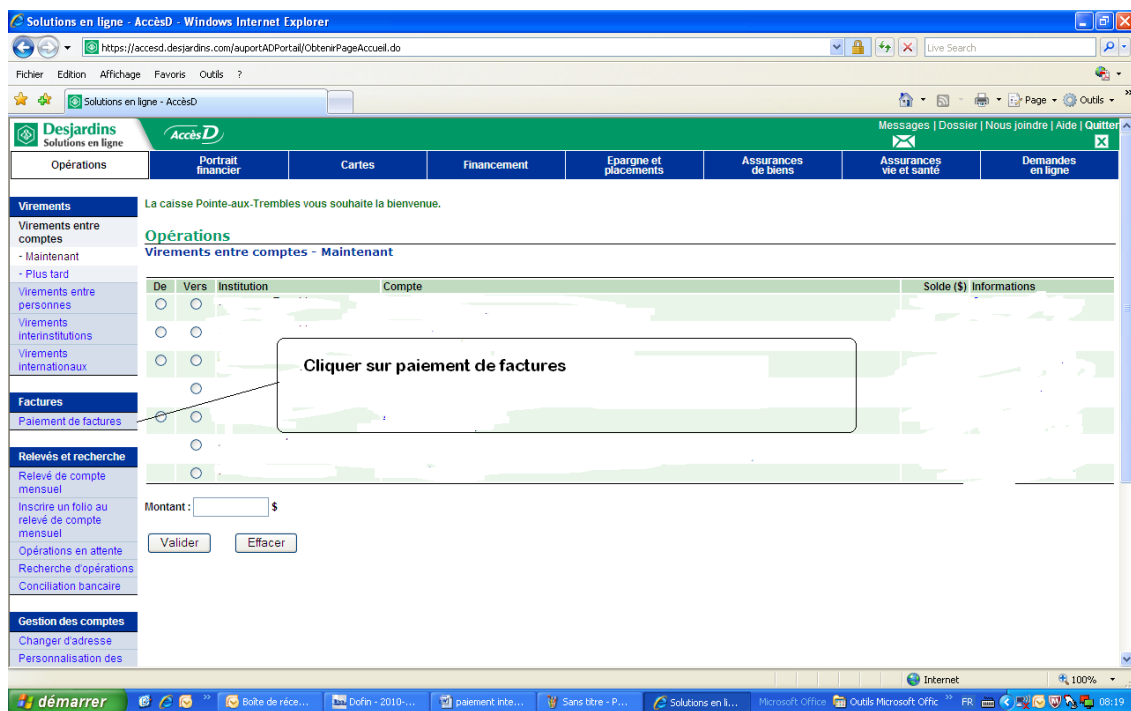 Solutions en ligne - AccèsD - Windows Internet Explorer
https://accesd.desjardins.com/auportADPortail/ObtenirPageAccueil.do
Live Search
Fichier Edition Affichage Favoris Outils ?
Solutions en ligne - AccèsD
Page Outils
Desjardins
Solutions en ligne
AccèsD
Messages | Dossier | Nous joindre | Aide | Quitter
Opérations
Portrait financier
Cartes
Financement
Epargne et placements
Assurances de biens
Assurances vie et santé
Demandes en ligne
La caisse Pointe-aux-Trembles vous souhaite la bienvenue.
Opérations
Virements entre comptes - Maintenant
De Vers Institution Compte Solde ($) Informations
Cliquer sur paiement de factures
Montant : $
Valider Effacer
Virements
Virements entre
comptes
- Maintenant
- Plus tard
Virements entre
personnes
Virements
interinstitutions
Virements
internationaux
Factures
Paiement de factures
Relevés et recherche
Relevé de compte
mensuel
Inscrire un folio au
relevé de compte
mensuel
Opérations en attente
Recherche d'opérations
Conciliation bancaire
Gestion des comptes
Changer d'adresse
Personnalisation des
Internet 100%
démarrer Boîte de réce... Dofin - 2010-... paiement inte... Sans titre - P... Solutions en li... Microsoft Office Outils Microsoft Offic » FR 08:19